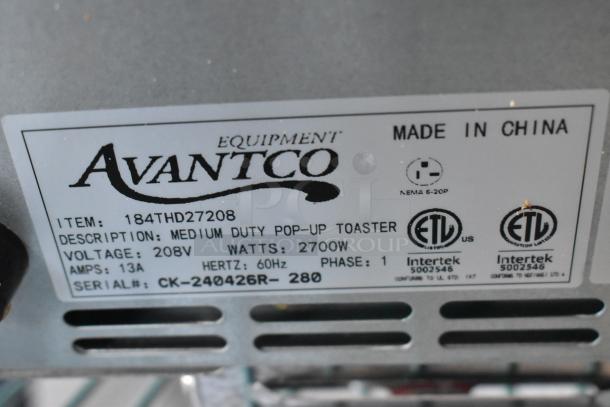 EQUIPMENT
AVANTCO
MADE IN CHINA
NEMA 6-20P
ITEM: 184THD27208
DESCRIPTION: MEDIUM DUTY POP-UP TOASTER
VOLTAGE: 208V WATTS: 2700W
AMPS: 13A HERTZ: 60Hz PHASE: 1
SERIAL#: CK-240426R- 280
ETL US
Intertek
5002546
ETL
Intertek
5002546